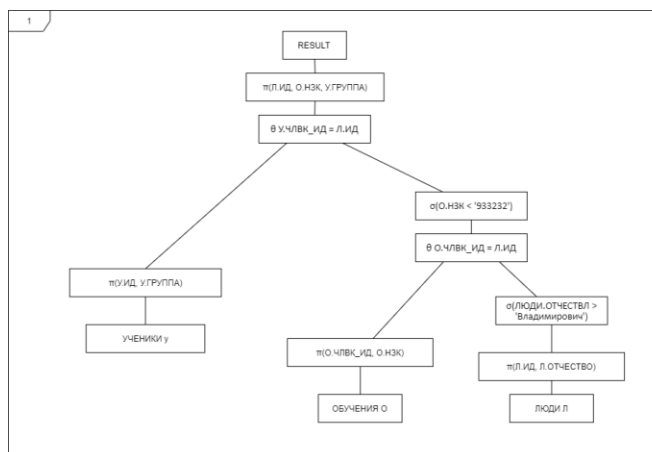 1
RESULT
π(Л.ИД, О.НЗК, У.ГРУППА)
θ У.ЧЛВК_ИД = Л.ИД
σ(О.НЗК < '933232')
θ О.ЧЛВК_ИД = Л.ИД
π(У.ИД, У.ГРУППА)
σ(ЛЮДИ.ОТЧЕСТВЛ >
'Владимирович')
УЧЕНИКИ у
π(О.ЧЛВК_ИД, О.НЗК)
π(Л.ИД, Л.ОТЧЕСТВО)
ОБУЧЕНИЯ О
ЛЮДИ Л